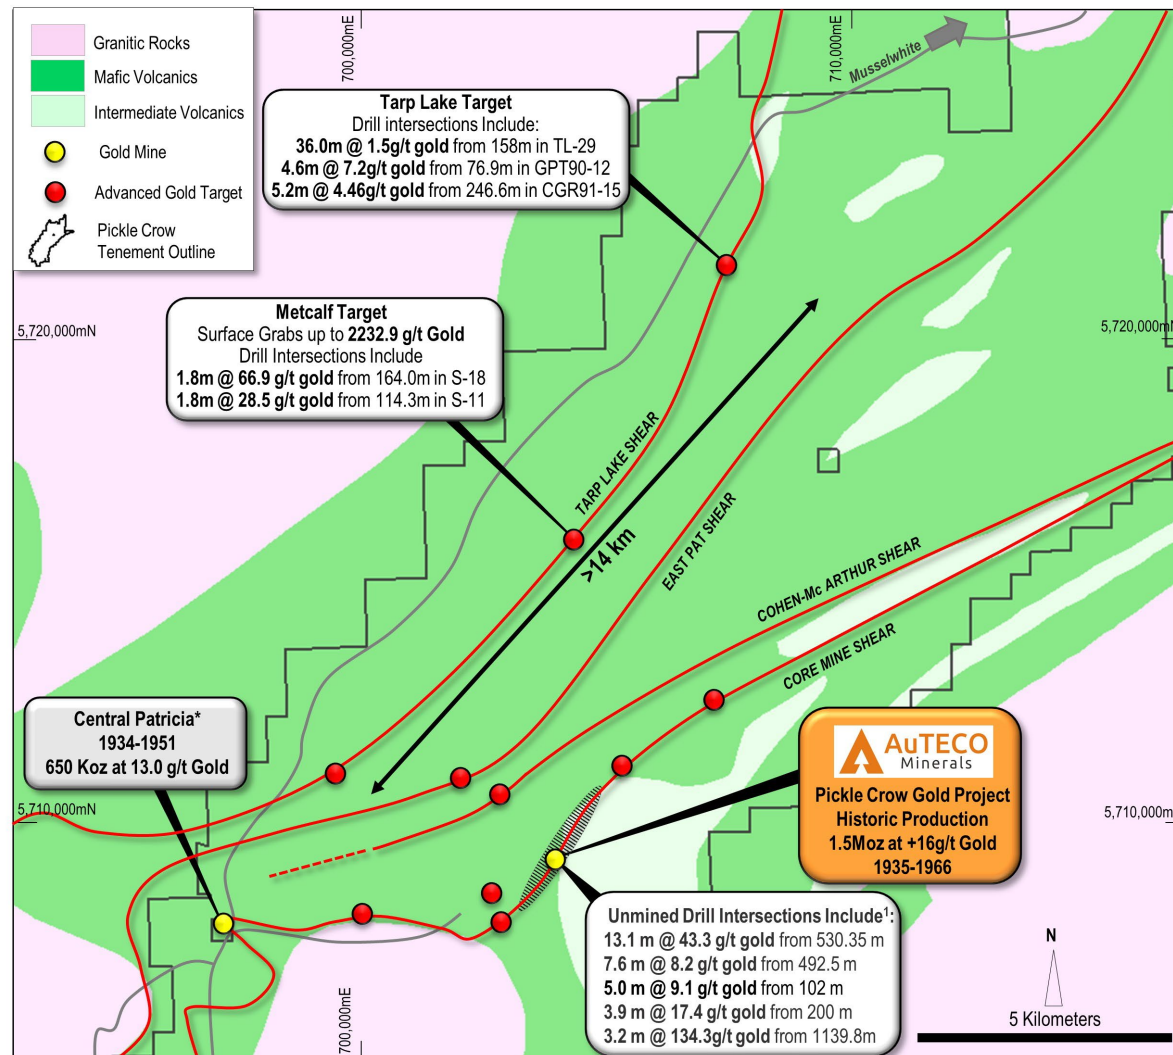 Granitic Rocks
Mafic Volcanics
Intermediate Volcanics
Gold Mine
Advanced Gold Target
Pickle Crow
Tenement Outline
700,000mE
710,000mE
Musselwhite
Tarp Lake Target
Drill intersections Include:
36.0m @ 1.5g/t gold from 158m in TL-29
4.6m @ 7.2g/t gold from 76.9m in GPT90-12
5.2m @ 4.46g/t gold from 246.6m in CGR91-15
5,720,000mN
5,720,000mN
Metcalf Target
Surface Grabs up to 2232.9 g/t Gold
Drill Intersections Include
1.8m @ 66.9 g/t gold from 164.0m in S-18
1.8m @ 28.5 g/t gold from 114.3m in S-11
TARP LAKE SHEAR
>14 km
EAST PAT SHEAR
COHEN-Mc ARTHUR SHEAR
CORE MINE SHEAR
Central Patricia*
1934-1951
650 Koz at 13.0 g/t Gold
5,710,000mN
5,710,000m
AuTECO
Minerals
Pickle Crow Gold Project
Historic Production
1.5Moz at +16g/t Gold
1935-1966
Unmined Drill Intersections Include¹:
13.1 m @ 43.3 g/t gold from 530.35 m
7.6 m @ 8.2 g/t gold from 492.5 m
5.0 m @ 9.1 g/t gold from 102 m
3.9 m @ 17.4 g/t gold from 200 m
3.2 m @ 134.3g/t gold from 1139.8m
700,000mE
N
5 Kilometers